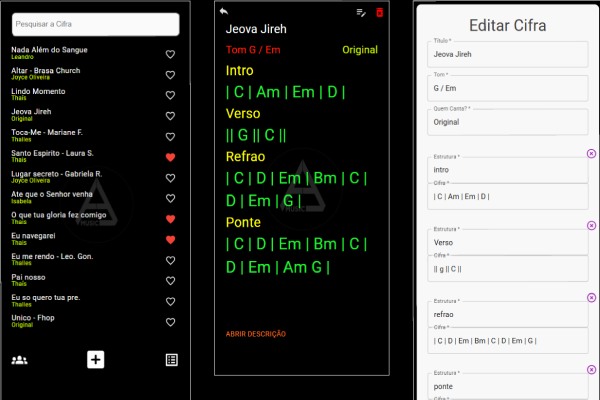 Pesquisar a Cifra
Nada Além do Sangue
Leandro
Altar - Brasa Church
Joyce Oliveira
Lindo Momento
Thais
Jeova Jireh
Original
Toca-Me - Mariane F.
Thalles
Santo Espirito - Laura S.
Thais
Lugar secreto - Gabriela R.
Joyce Oliveira
Ate que o Senhor venha
Isabela
O que tua gloria fez comigo
Thais
Eu navegarei
Thais
Eu me rendo - Leo. Gon.
Thalles
Pai nosso
Thais
Eu so quero tua pre.
Thalles
Unico - Fhop
Original
MUSIC
Jeova Jireh
Tom G / Em
Original
Intro
| C | Am | Em | D |
Verso
|| G || C ||
Refrao
| C | D | Em | Bm | C |
D | Em | G |
Ponte
| C | D | Em | Bm | C |
D | Em | Am G |
ABRIR DESCRIÇÃO
MUSIC
Editar Cifra
Titulo *
Jeova Jireh
Tom *
G / Em
Quem Canta? *
Original
Estrutura *
intro
Cifra *
| C | Am | Em | D |
Estrutura *
Verso
Cifra *
|| g || C ||
Estrutura *
refrao
Cifra *
| C | D | Em | Bm | C | D | Em | G |
Estrutura *
ponte
Cifra *